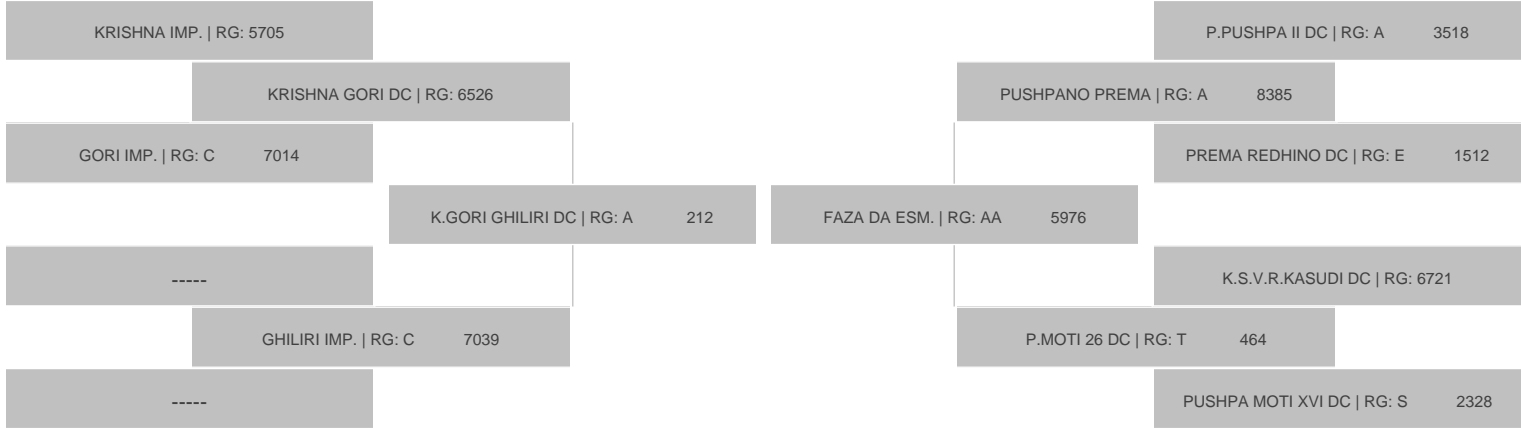 KRISHNA IMP. | RG: 5705
P.PUSHPA II DC | RG: A 3518
KRISHNA GORI DC | RG: 6526
PUSHPANO PREMA | RG: A 8385
GORI IMP. | RG: C 7014
PREMA REDHINO DC | RG: E 1512
K.GORI GHILIRI DC | RG: A 212
FAZA DA ESM. | RG: AA 5976
-----
K.S.V.R.KASUDI DC | RG: 6721
GHILIRI IMP. | RG: C 7039
P.MOTI 26 DC | RG: T 464
-----
PUSHPA MOTI XVI DC | RG: S 2328